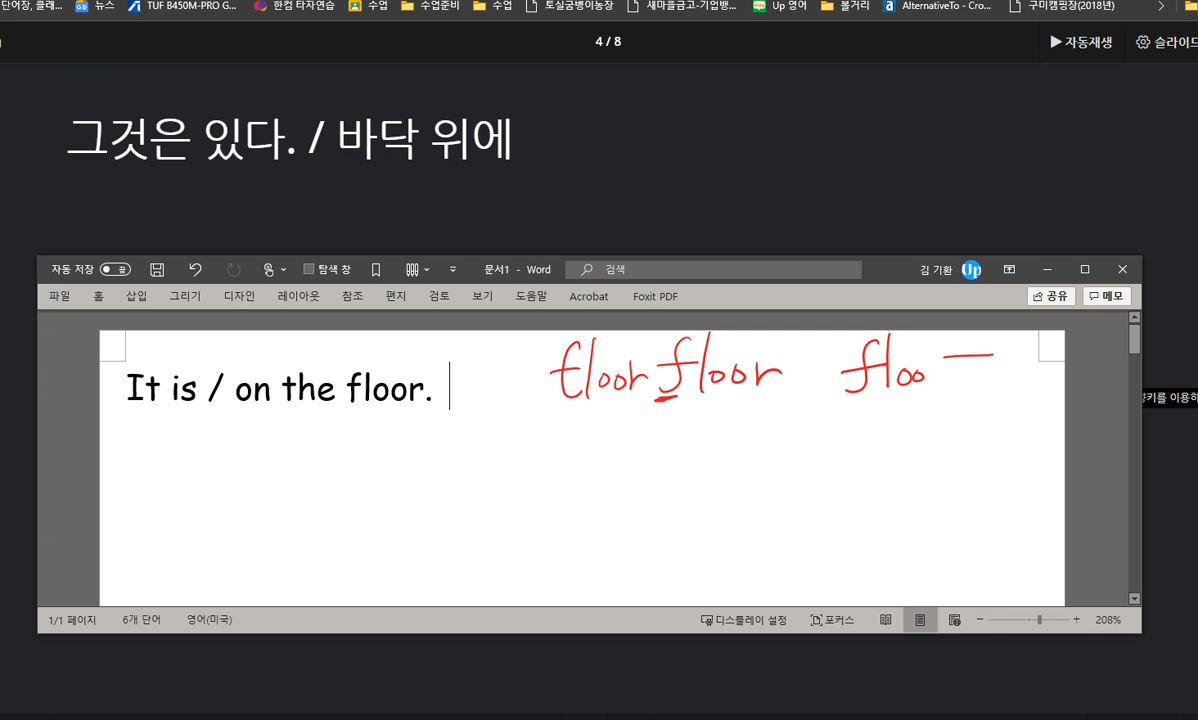 단어장, 클래... 뉴스 TUF B450M-PRO G... 한컴 타자연습 수업 수업준비 수업 토실굼벵이농장 새마을금고-기업뱅... Up 영어 볼거리 AlternativeTo - Cro... 구미캠핑장(2018년)
4 / 8 자동재생 슬라이드
그것은 있다. / 바닥 위에
자동 저장 끔 탐색 창 문서1 - Word 검색 김 기환 Up
파일 홈 삽입 그리기 디자인 레이아웃 참조 편지 검토 보기 도움말 Acrobat Foxit PDF 공유 메모
It is / on the floor. floor floor floo
키를 이용하
1/1 페이지 6개 단어 영어(미국) 디스플레이 설정 포커스 208%